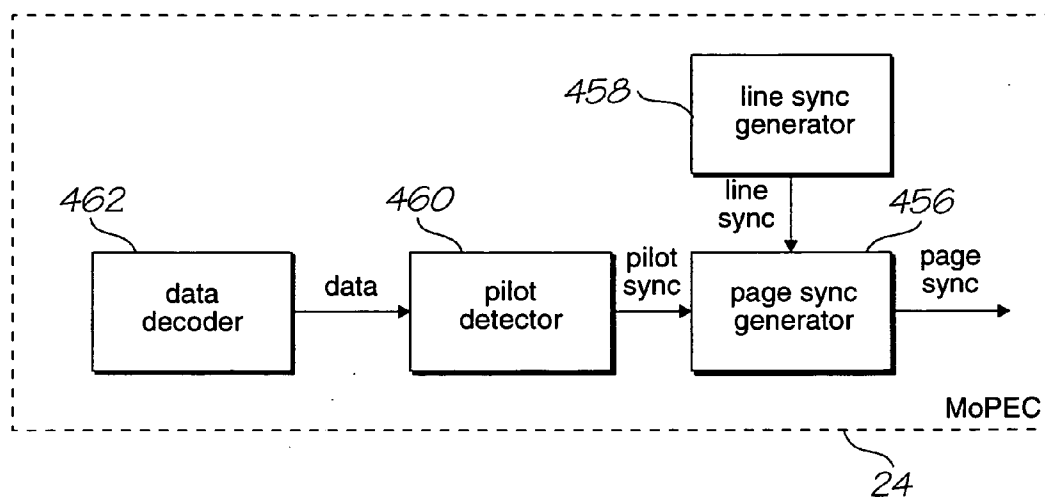 458
line sync
generator
462
460
line
sync
456
data
decoder
data
pilot
detector
pilot
sync
page sync
generator
page
sync
MoPEC
24